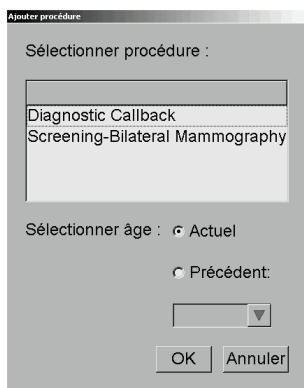 Ajouter procédure
Sélectionner procédure :
Diagnostic Callback
Screening-Bilateral Mammography
Sélectionner âge : Actuel
Précédent:
OK Annuler